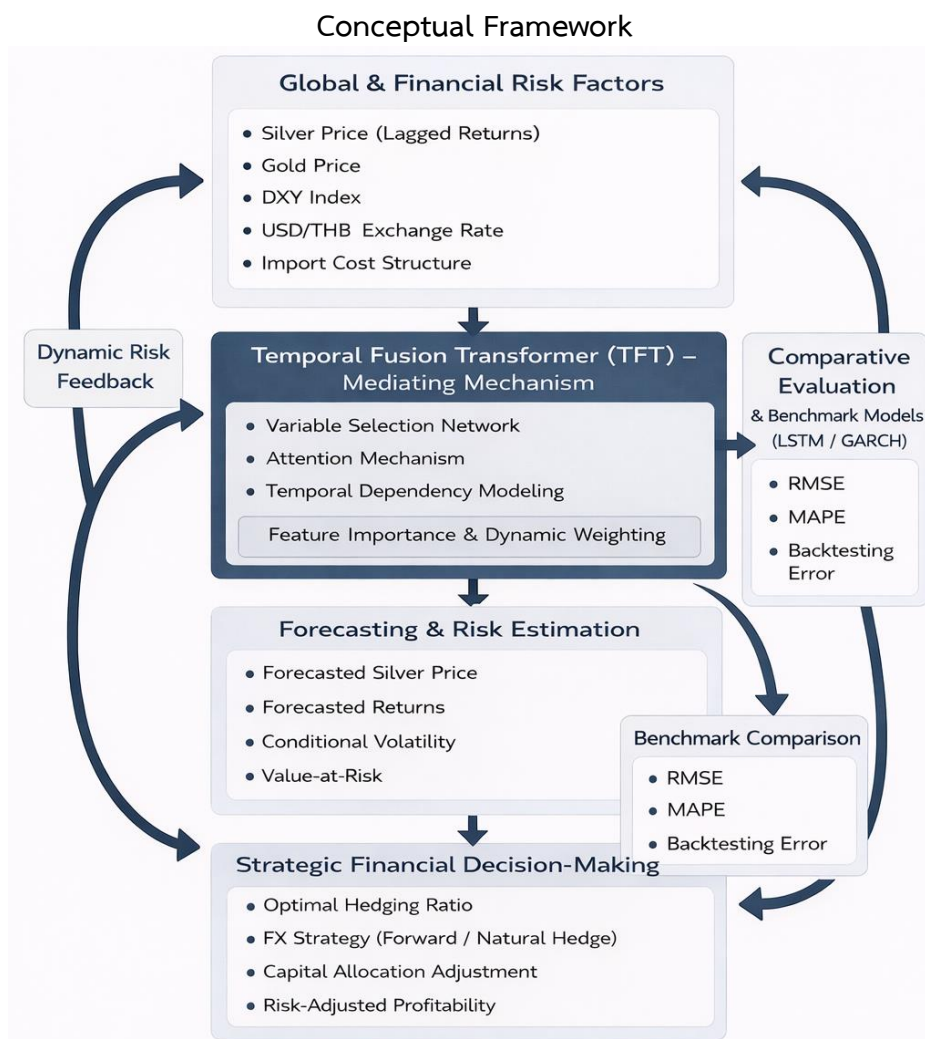 Conceptual Framework
Global & Financial Risk Factors
• Silver Price (Lagged Returns)
• Gold Price
• DXY Index
• USD/THB Exchange Rate
• Import Cost Structure
Dynamic Risk
Feedback
Temporal Fusion Transformer (TFT) –
Mediating Mechanism
• Variable Selection Network
• Attention Mechanism
• Temporal Dependency Modeling
Feature Importance & Dynamic Weighting
Comparative
Evaluation
& Benchmark Models
(LSTM / GARCH)
• RMSE
• MAPE
• Backtesting
Error
Forecasting & Risk Estimation
• Forecasted Silver Price
• Forecasted Returns
• Conditional Volatility
• Value-at-Risk
Benchmark Comparison
• RMSE
• MAPE
• Backtesting Error
Strategic Financial Decision-Making
• Optimal Hedging Ratio
• FX Strategy (Forward / Natural Hedge)
• Capital Allocation Adjustment
• Risk-Adjusted Profitability